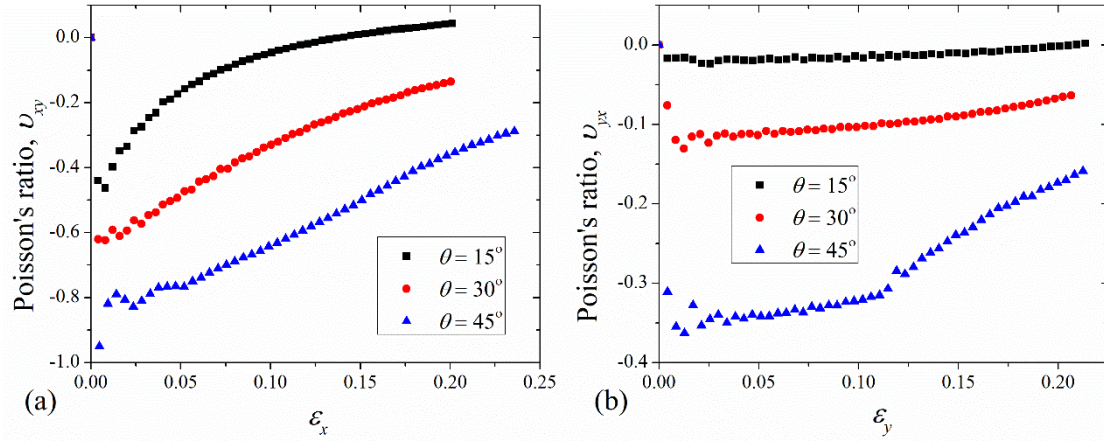 Poisson's ratio, υxy
0.0
-0.2
-0.4
-0.6
-0.8
-1.0
θ = 15°
θ = 30°
θ = 45°
0.00 0.05 0.10 0.15 0.20 0.25
(a)
εx
Poisson's ratio, υyx
0.0
-0.1
-0.2
-0.3
-0.4
θ = 15°
θ = 30°
θ = 45°
0.00 0.05 0.10 0.15 0.20
(b)
εy